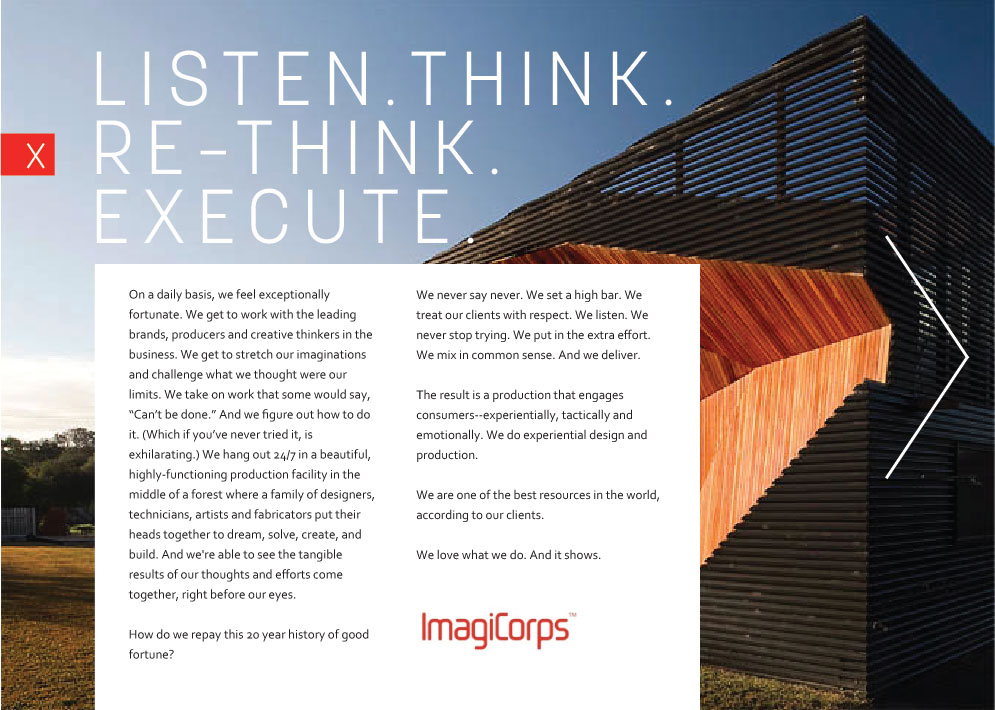 LISTEN.THINK.
RE-THINK.
EXECUTE.
X
On a daily basis, we feel exceptionally
fortunate. We get to work with the leading
brands, producers and creative thinkers in the
business. We get to stretch our imaginations
and challenge what we thought were our
limits. We take on work that some would say,
“Can’t be done.” And we figure out how to do
it. (Which if you’ve never tried it, is
exhilarating.) We hang out 24/7 in a beautiful,
highly-functioning production facility in the
middle of a forest where a family of designers,
technicians, artists and fabricators put their
heads together to dream, solve, create, and
build. And we're able to see the tangible
results of our thoughts and efforts come
together, right before our eyes.
How do we repay this 20 year history of good
fortune?
We never say never. We set a high bar. We
treat our clients with respect. We listen. We
never stop trying. We put in the extra effort.
We mix in common sense. And we deliver.
The result is a production that engages
consumers--experientially, tactically and
emotionally. We do experiential design and
production.
We are one of the best resources in the world,
according to our clients.
We love what we do. And it shows.
ImagiCorps™